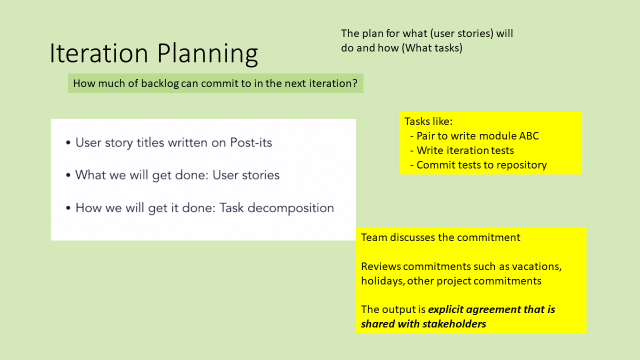 The plan for what (user stories) will
do and how (What tasks)
Iteration Planning
How much of backlog can commit to in the next iteration?
• User story titles written on Post-its
• What we will get done: User stories
• How we will get it done: Task decomposition
Tasks like:
- Pair to write module ABC
- Write iteration tests
- Commit tests to repository
Team discusses the commitment
Reviews commitments such as vacations,
holidays, other project commitments
The output is explicit agreement that is
shared with stakeholders